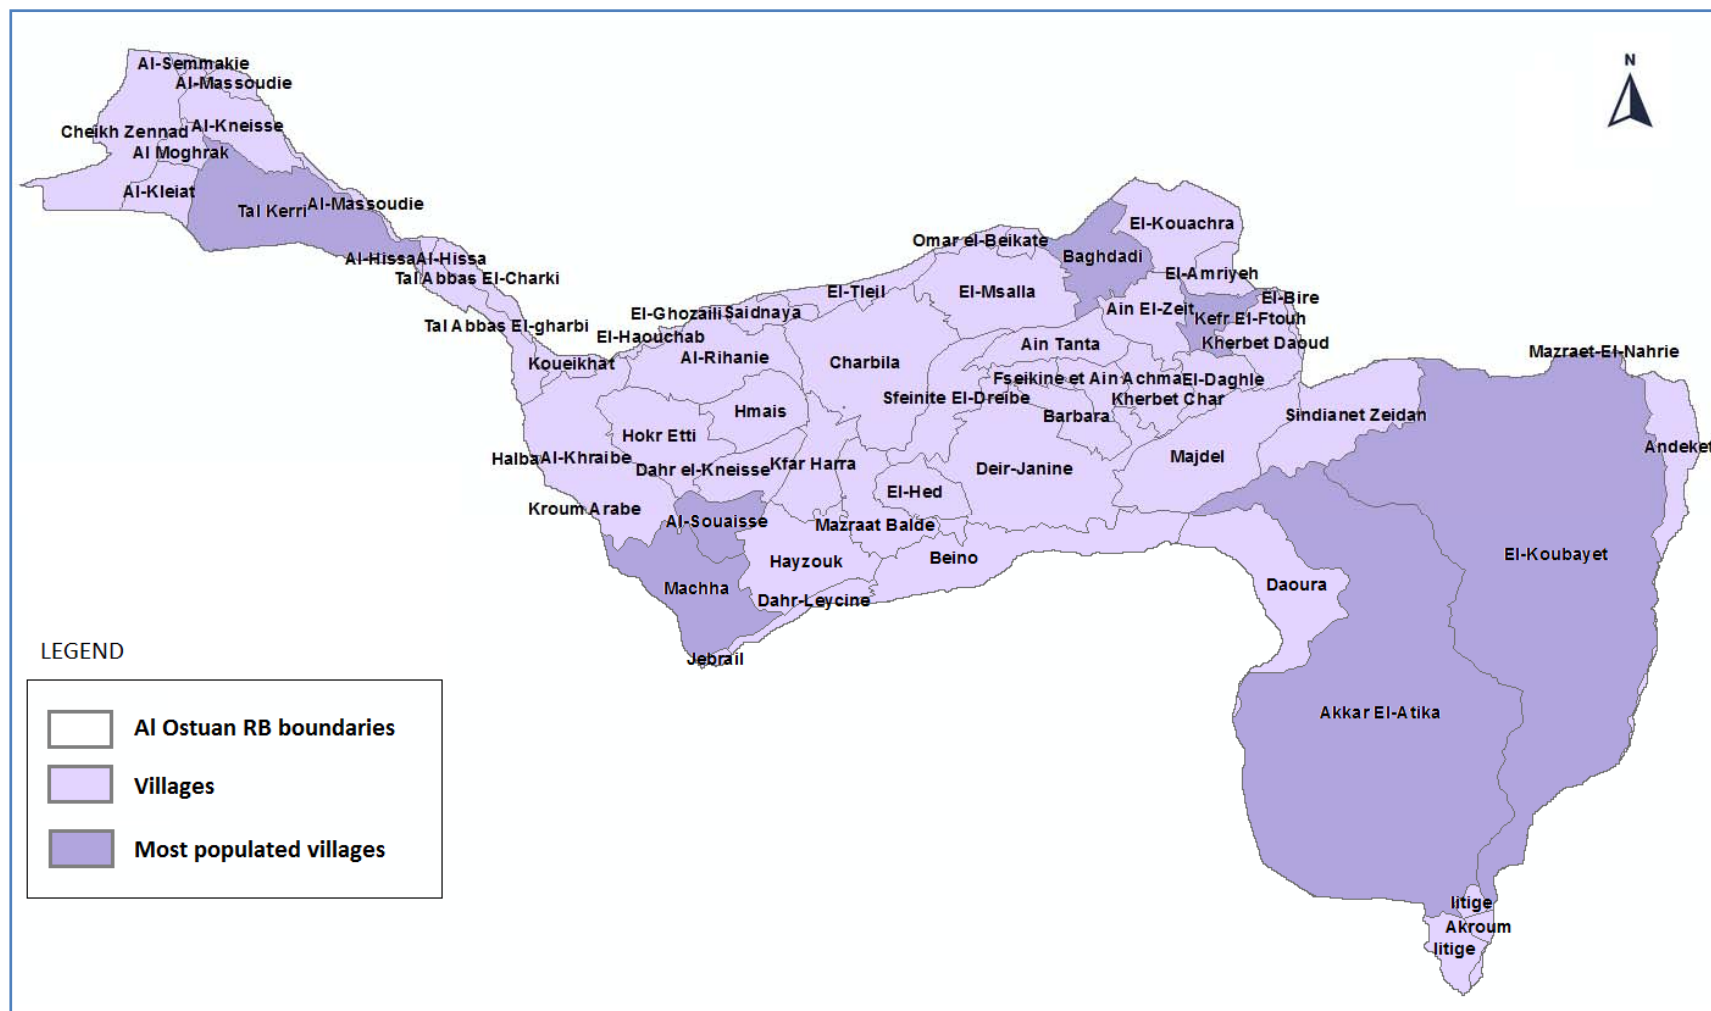 N
Al-Semmakie
Al-Massoudie
Cheikh Zennad
Al-Kneisse
Al Moghrak
Al-Kleiat
Tal Kerri
Al-Massoudie
El-Kouachra
Omar el-Beikate
Baghdadi
Al-Hissa
Al-Hissa
Tal Abbas El-Charki
El-Amriyeh
El-Tleil
El-Msalla
El-Bire
Ain El-Zeit
Kefr El-Ftouh
El-Ghozaili
Saidnaya
Tal Abbas El-gharbi
El-Haouchab
Kherbet Daoud
Ain Tanta
Al-Rihanie
Charbila
Koueikhat
Mazraet-El-Nahrie
Fseikine et Ain Achma
El-Daghle
Sfeinite El-Dreibe
Kherbet Char
Hmais
Barbara
Sindianet Zeidan
Hokr Etti
Andeket
Halba
Al-Khraibe
Dahr el-Kneisse
Kfar Harra
Deir-Janine
Majdel
El-Hed
Kroum Arabe
Al-Souaisse
Mazraat Balde
Hayzouk
Beino
El-Koubayet
Machha
Dahr-Leycine
Daoura
Jebrail
Akkar El-Atika
litige
Akroum
litige
LEGEND
Al Ostuan RB boundaries
Villages
Most populated villages